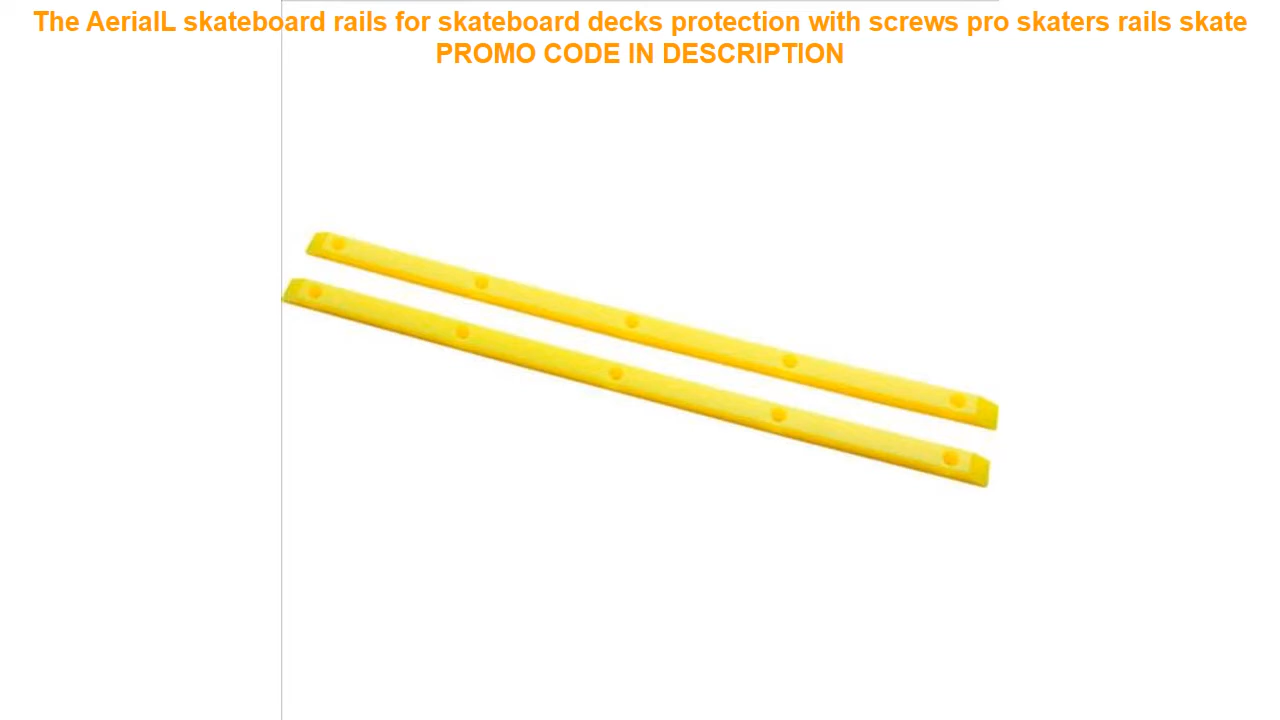 The AerialL skateboard rails for skateboard decks protection with screws pro skaters rails skate
PROMO CODE IN DESCRIPTION